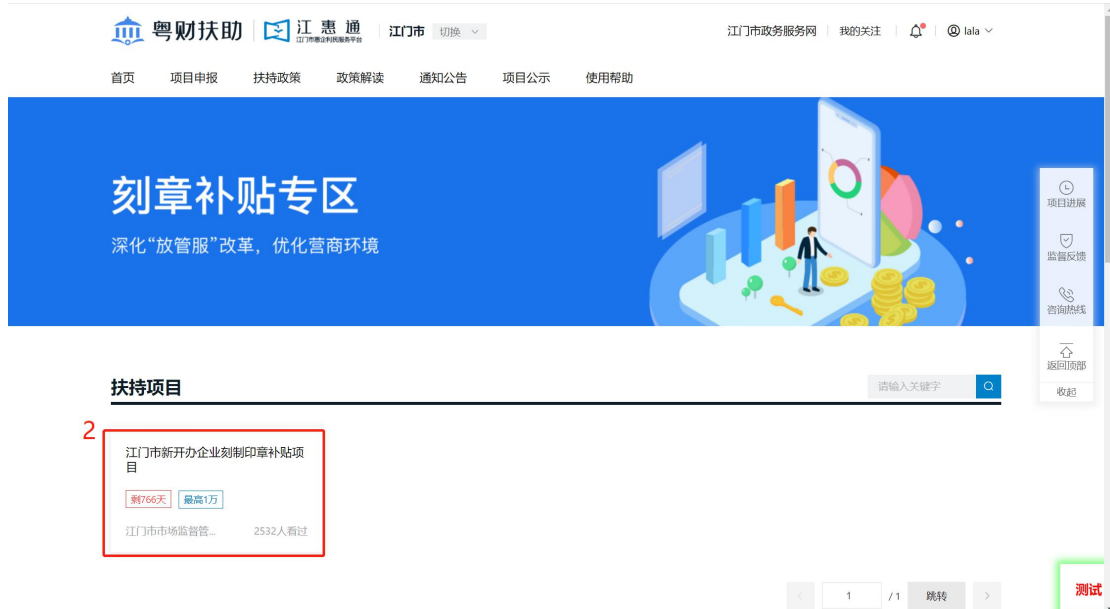 粤财扶助
江惠通
江门市惠企利民服务平台
江门市
切换
江门市政务服务网
我的关注
lala
首页
项目申报
扶持政策
政策解读
通知公告
项目公示
使用帮助
刻章补贴专区
深化“放管服”改革，优化营商环境
项目进展
监督反馈
咨询热线
返回顶部
收起
扶持项目
请输入关键字
2
江门市新开办企业刻制印章补贴项
目
剩766天
最高1万
江门市市场监督管...
2532人看过
1
/ 1
跳转
测试